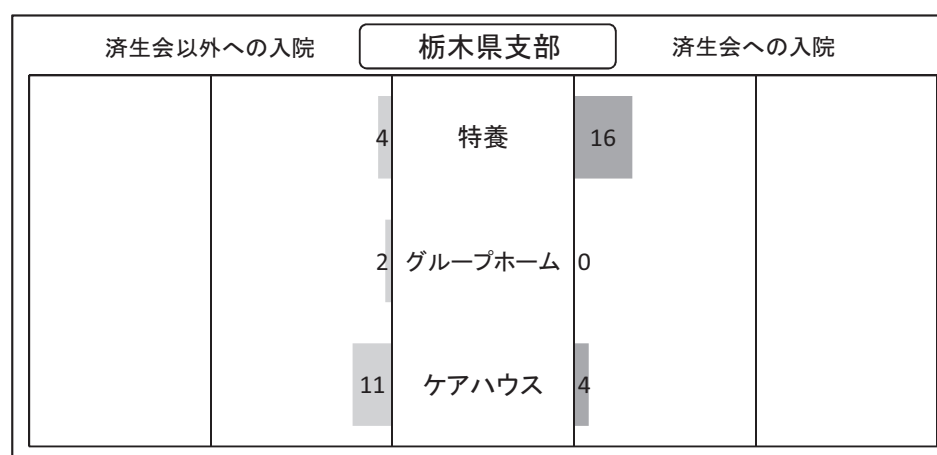 済生会以外への入院 栃木県支部 済生会への入院
4 特養 16
2 グループホーム 0
11 ケアハウス 4